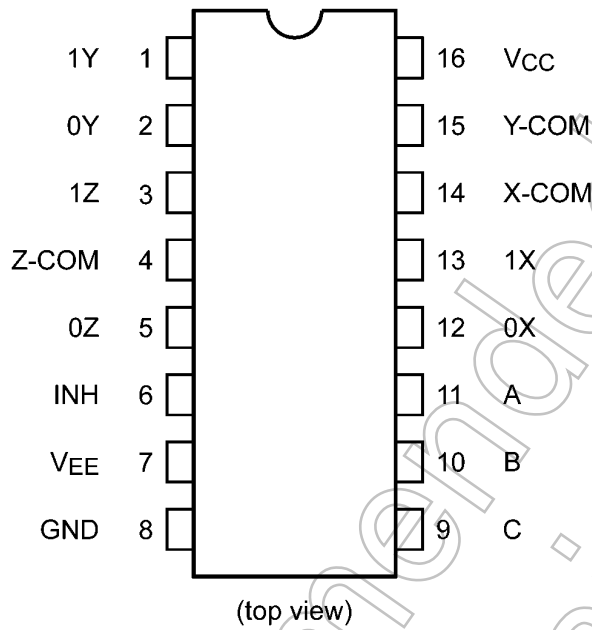 1Y 1 16 VCC
0Y 2 15 Y-COM
1Z 3 14 X-COM
Z-COM 4 13 1X
0Z 5 12 0X
INH 6 11 A
VEE 7 10 B
GND 8 9 C
(top view)